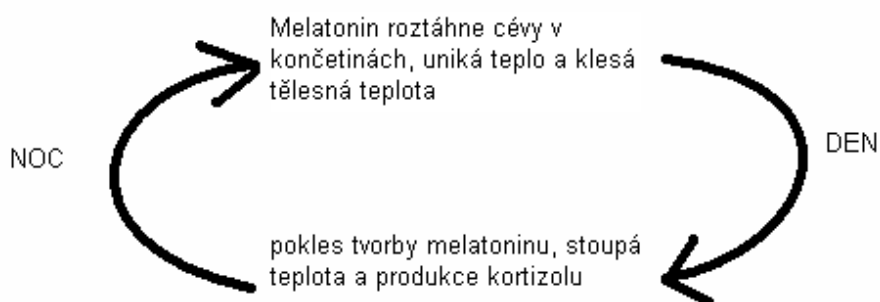 Melatonin roztáhne cévy v
končetinách, uniká teplo a klesá
tělesná teplota
NOC
DEN
pokles tvorby melatoninu, stoupá
teplota a produkce kortizolu